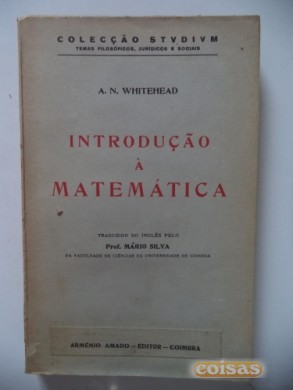 COLECÇÃO STVDIVM
TEMAS FILOSÓFICOS, JURÍDICOS E SOCIAIS
A. N. WHITEHEAD
INTRODUÇÃO
À
MATEMÁTICA
TRADUZIDO DO INGLÊS PELO
Prof. MÁRIO SILVA
DA FACULDADE DE CIÊNCIAS DA UNIVERSIDADE DE COIMBRA
ARMÉNIO AMADO — EDITOR — COIMBRA
coisas